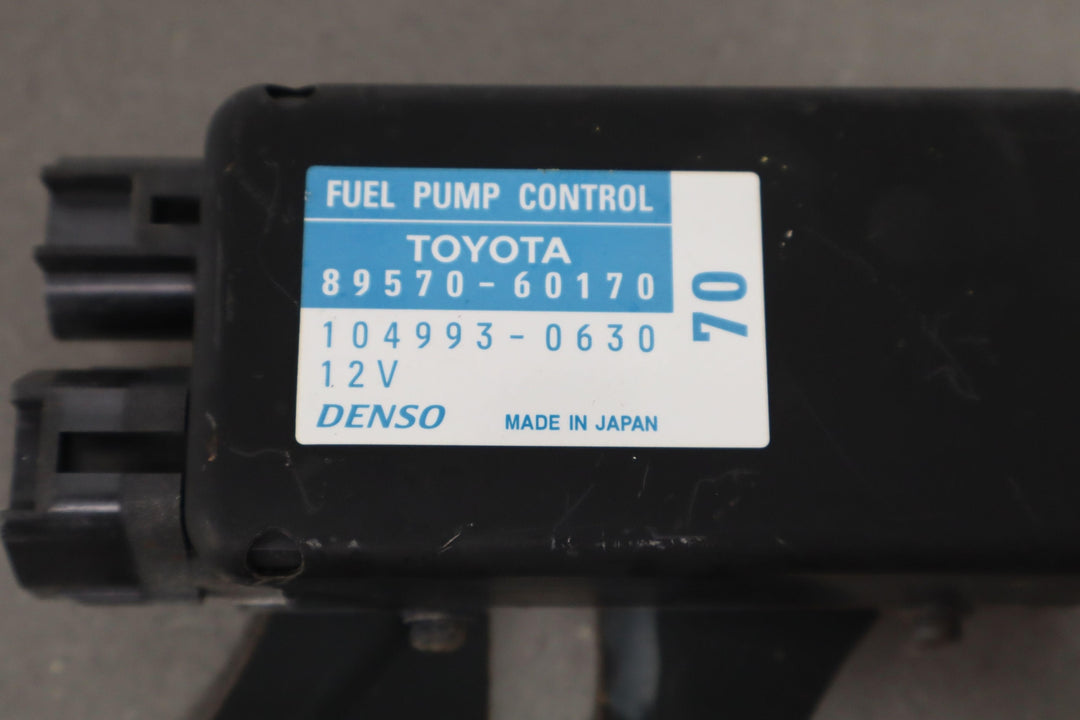 FUEL PUMP CONTROL
TOYOTA
89570-60170
104993-0630
12V
DENSO MADE IN JAPAN
70